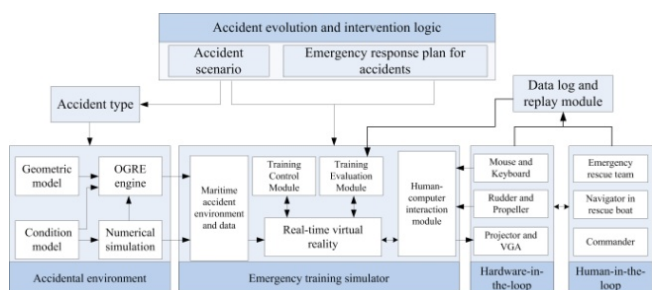 Accident evolution and intervention logic
Accident
scenario
Emergency response plan for
accidents
Accident type
Data log and
replay module
Geometric
model
OGRE
engine
Condition
model
Numerical
simulation
Accidental environment
Maritime
accident
environment
and data
Training
Control
Module
Training
Evaluation
Module
Real-time virtual
reality
Human-
computer
interaction
module
Emergency training simulator
Mouse and
Keyboard
Rudder and
Propeller
Projector and
VGA
Hardware-in-
the-loop
Emergency
rescue team
Navigator in
rescue boat
Commander
Human-in-the-
loop